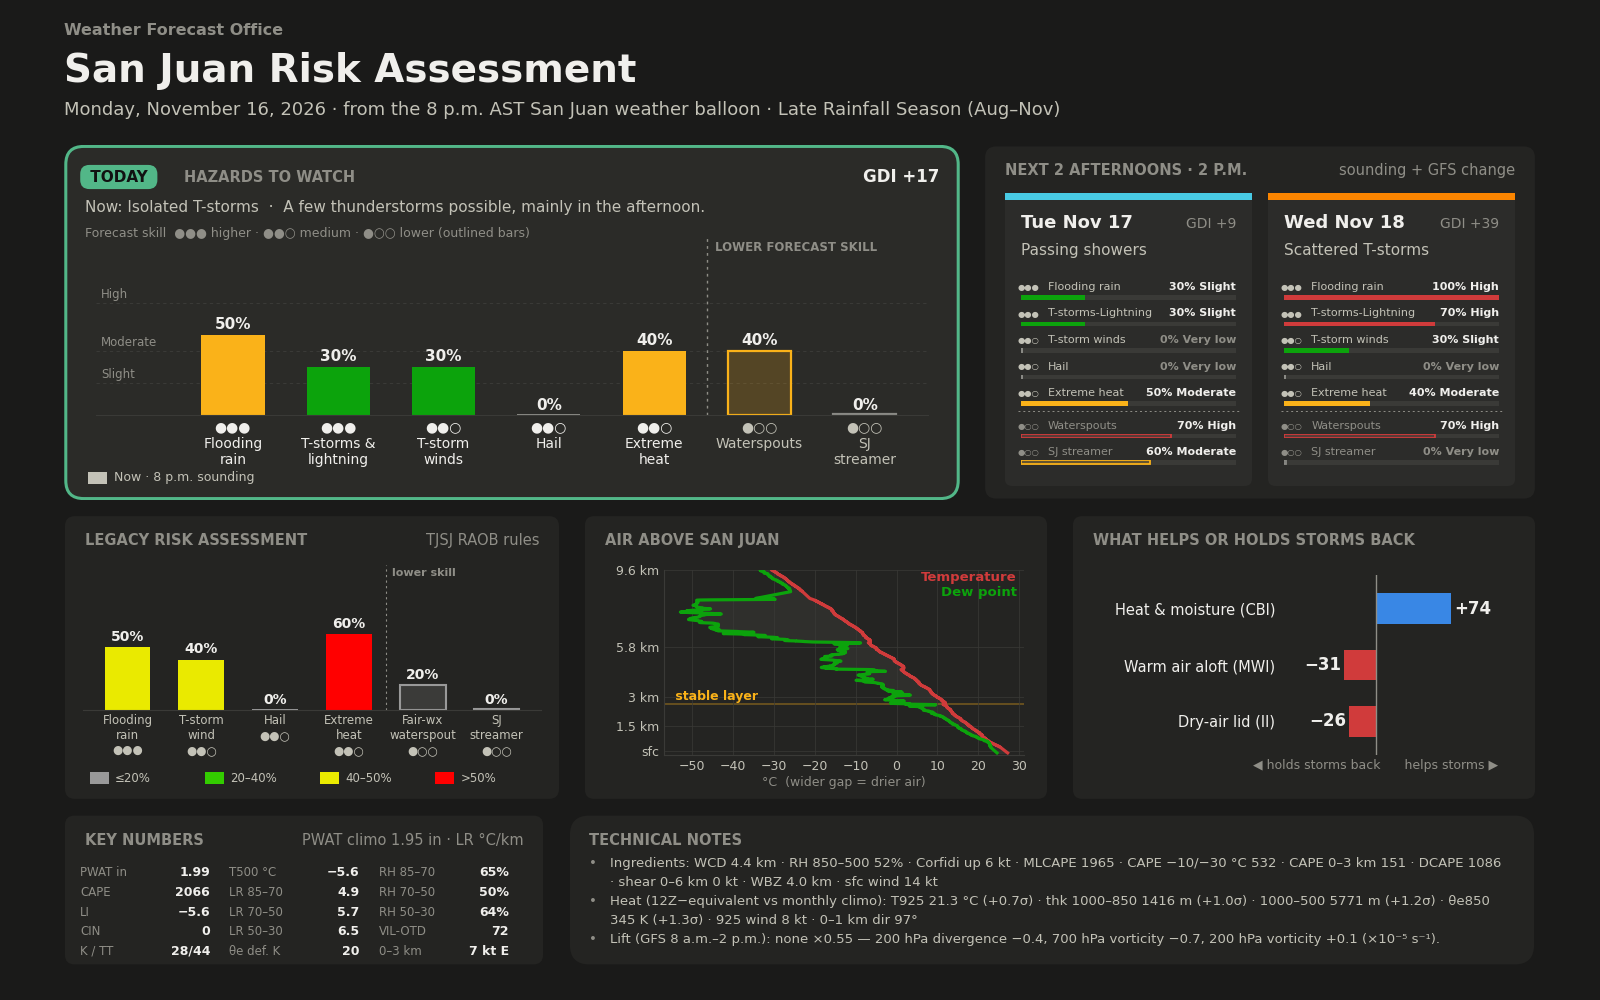 Weather Forecast Office
San Juan Risk Assessment
Monday, November 16, 2026 · from the 8 p.m. AST San Juan weather balloon · Late Rainfall Season (Aug–Nov)
TODAY HAZARDS TO WATCH GDI +17
Now: Isolated T-storms · A few thunderstorms possible, mainly in the afternoon.
Forecast skill ●●● higher · ●●○ medium · ●○○ lower (outlined bars)
LOWER FORECAST SKILL
High
Moderate
Slight
50% 30% 30% 0% 40% 40% 0%
●●● ●●● ●●○ ●●○ ●●○ ●○○ ●○○
Flooding T-storms & T-storm Hail Extreme Waterspouts SJ
rain lightning winds heat streamer
Now · 8 p.m. sounding
NEXT 2 AFTERNOONS · 2 P.M. sounding + GFS change
Tue Nov 17 GDI +9
Passing showers
●●● Flooding rain 30% Slight
●●● T-storms-Lightning 30% Slight
●●○ T-storm winds 0% Very low
●●○ Hail 0% Very low
●●○ Extreme heat 50% Moderate
●○○ Waterspouts 70% High
●○○ SJ streamer 60% Moderate
Wed Nov 18 GDI +39
Scattered T-storms
●●● Flooding rain 100% High
●●● T-storms-Lightning 70% High
●●○ T-storm winds 30% Slight
●●○ Hail 0% Very low
●●○ Extreme heat 40% Moderate
●○○ Waterspouts 70% High
●○○ SJ streamer 0% Very low
LEGACY RISK ASSESSMENT TJSJ RAOB rules
lower skill
50% 40% 0% 60% 20% 0%
Flooding T-storm Hail Extreme Fair-wx SJ
rain wind heat waterspout streamer
●●● ●●○ ●●○ ●●○ ●○○ ●○○
≤20% 20–40% 40–50% >50%
AIR ABOVE SAN JUAN
9.6 km
5.8 km
3 km
1.5 km
sfc
Temperature
Dew point
stable layer
−50 −40 −30 −20 −10 0 10 20 30
°C (wider gap = drier air)
WHAT HELPS OR HOLDS STORMS BACK
Heat & moisture (CBI) +74
Warm air aloft (MWI) −31
Dry-air lid (II) −26
◀ holds storms back helps storms ▶
KEY NUMBERS PWAT climo 1.95 in · LR °C/km
PWAT in 1.99 T500 °C −5.6 RH 85–70 65%
CAPE 2066 LR 85–70 4.9 RH 70–50 50%
LI −5.6 LR 70–50 5.7 RH 50–30 64%
CIN 0 LR 50–30 6.5 VIL-OTD 72
K / TT 28/44 θe def. K 20 0–3 km 7 kt E
TECHNICAL NOTES
• Ingredients: WCD 4.4 km · RH 850–500 52% · Corfidi up 6 kt · MLCAPE 1965 · CAPE −10/−30 °C 532 · CAPE 0–3 km 151 · DCAPE 1086
· shear 0–6 km 0 kt · WBZ 4.0 km · sfc wind 14 kt
• Heat (12Z−equivalent vs monthly climo): T925 21.3 °C (+0.7σ) · thk 1000–850 1416 m (+1.0σ) · 1000–500 5771 m (+1.2σ) · θe850
345 K (+1.3σ) · 925 wind 8 kt · 0–1 km dir 97°
• Lift (GFS 8 a.m.–2 p.m.): none ×0.55 — 200 hPa divergence −0.4, 700 hPa vorticity −0.7, 200 hPa vorticity +0.1 (×10⁻⁵ s⁻¹).